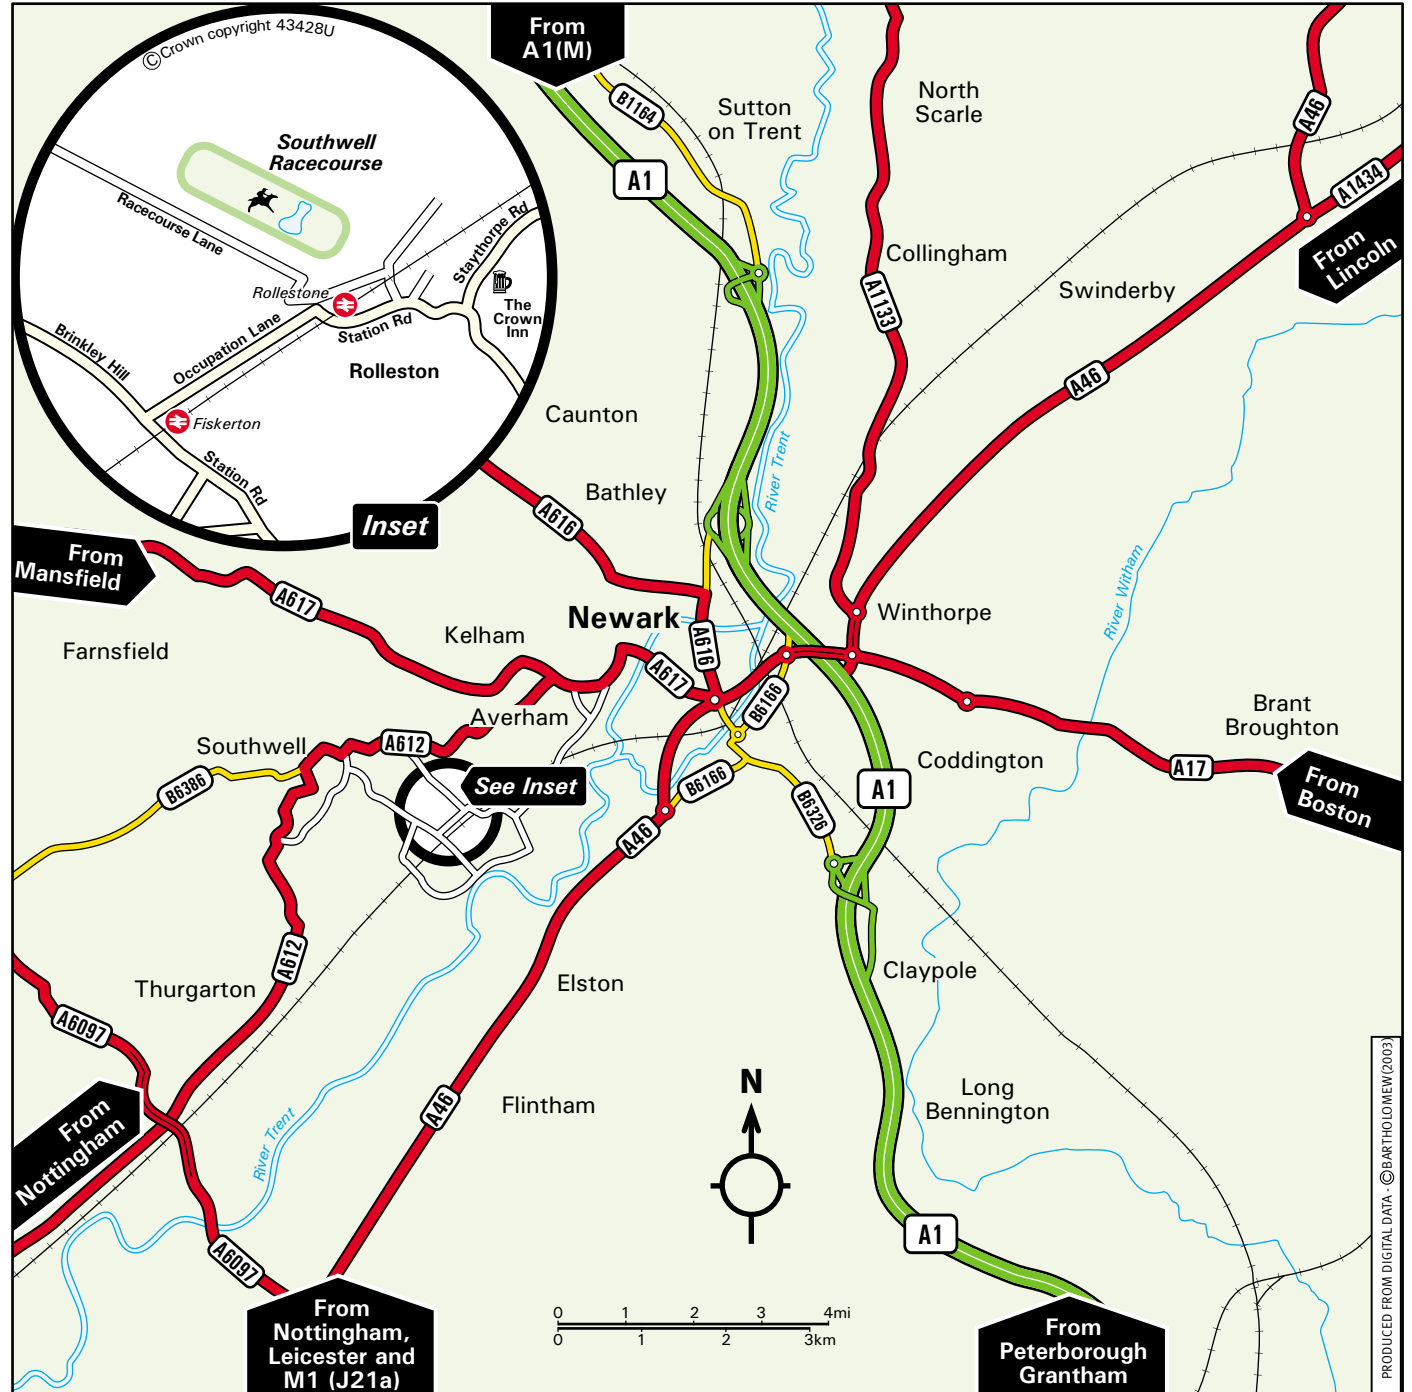 ©Crown copyright 43428U
Southwell
Racecourse
Racecourse Lane
Rollestone
Staythorpe Rd
The
Crown
Inn
Station Rd
Occupation Lane
Brinkley Hill
Rolleston
Fiskerton
Station Rd
Inset
From
A1(M)
B1164
Sutton
on Trent
North
Scarle
A46
A1434
A1
From
Lincoln
Collingham
Swinderby
A1133
A46
Caunton
River Trent
Bathley
A616
From
Mansfield
A617
Newark
Winthorpe
River Witham
Farnsfield
Kelham
A616
A617
B6166
Averham
Brant
Broughton
Southwell
A612
Coddington
A17
B6386
See Inset
B6166
B6326
A1
From
Boston
A46
A612
Claypole
Thurgarton
Elston
A6097
N
A46
Flintham
Long
Bennington
From
Nottingham
River Trent
A1
A6097
From
Nottingham,
Leicester and
M1 (J21a)
0 1 2 3 4mi
0 1 2 3km
From
Peterborough
Grantham
PRODUCED FROM DIGITAL DATA - ©BARTHOLOMEW(2003)